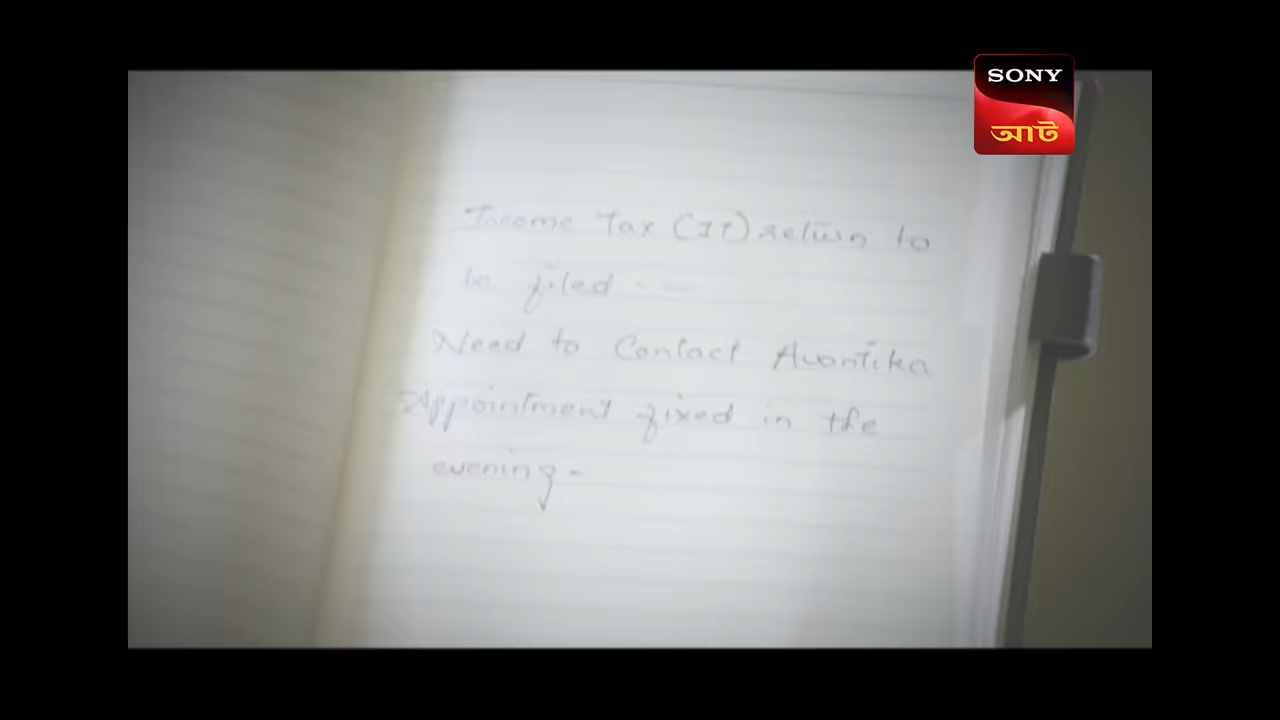 SONY
আট
Income Tax (IT) return to
be filed --
Need to Contact Avantika
Appointment fixed in the
evening -